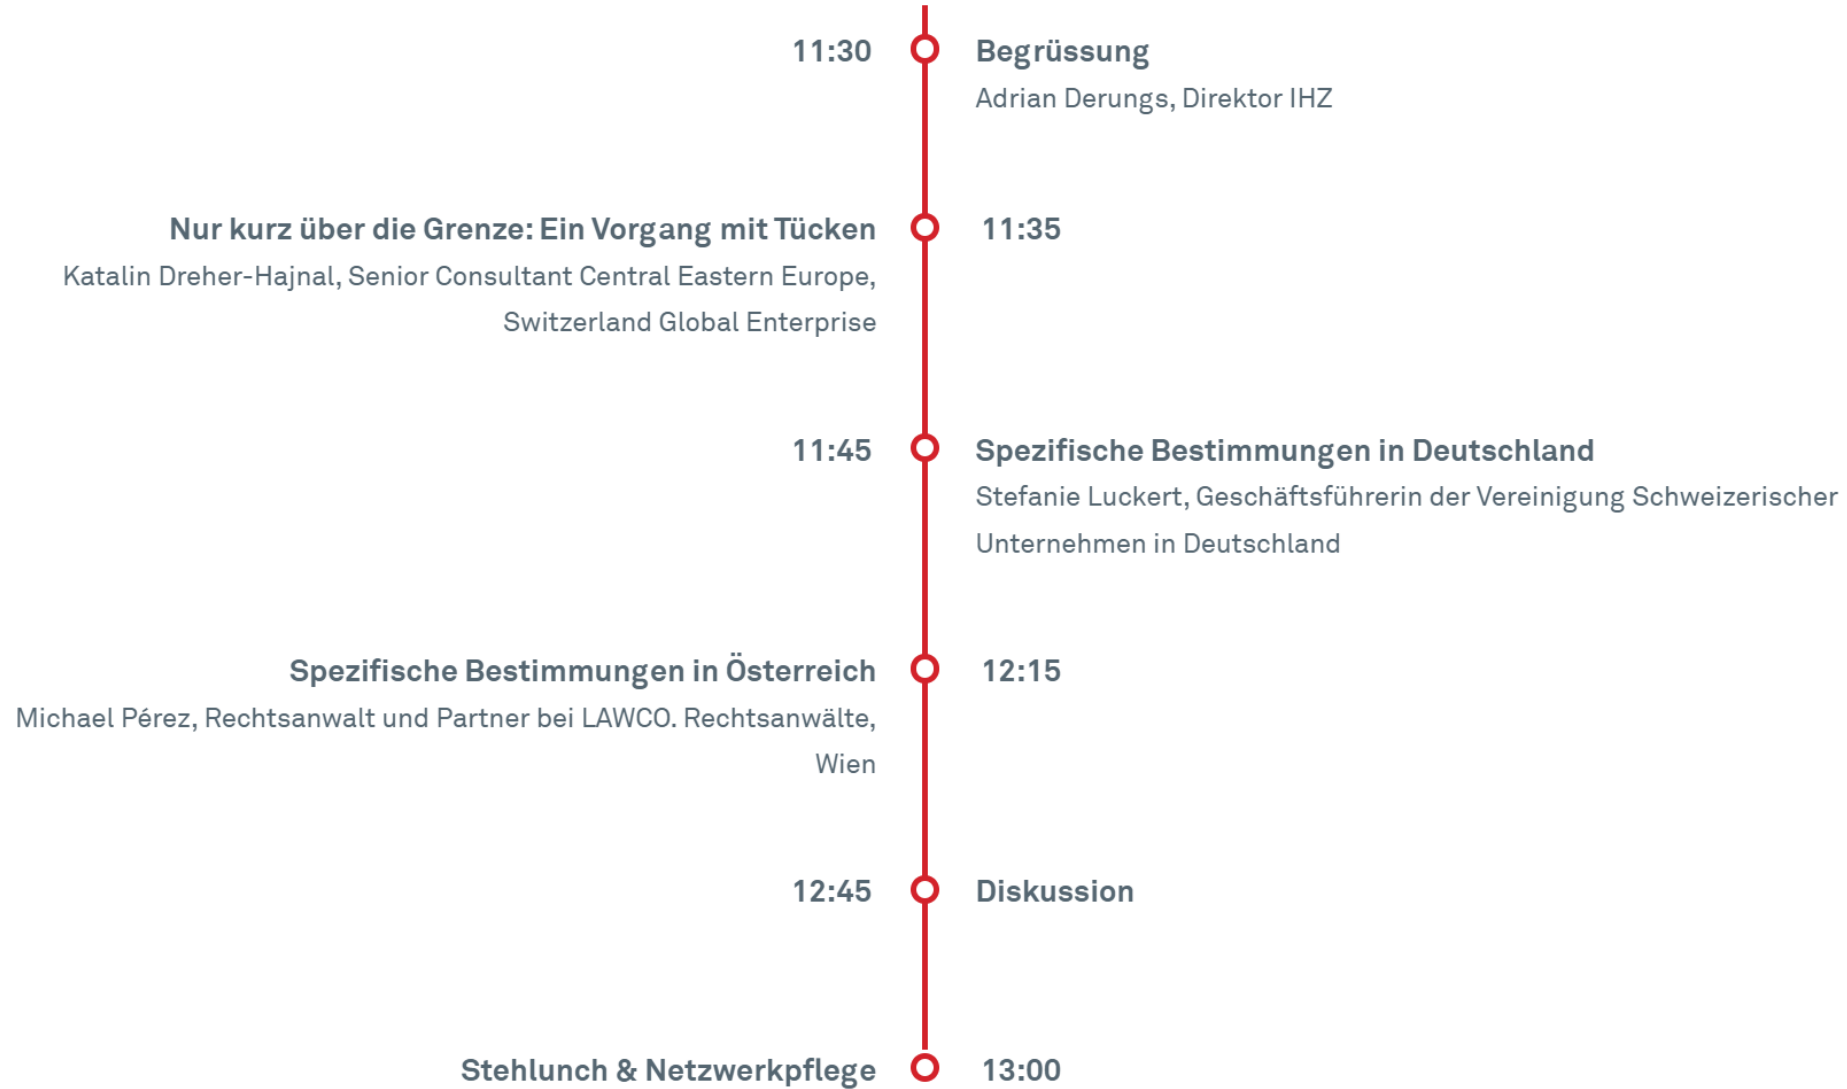 11:30
Begrüssung
Adrian Derungs, Direktor IHZ
Nur kurz über die Grenze: Ein Vorgang mit Tücken
11:35
Katalin Dreher-Hajnal, Senior Consultant Central Eastern Europe,
Switzerland Global Enterprise
11:45
Spezifische Bestimmungen in Deutschland
Stefanie Luckert, Geschäftsführerin der Vereinigung Schweizerischer
Unternehmen in Deutschland
Spezifische Bestimmungen in Österreich
12:15
Michael Pérez, Rechtsanwalt und Partner bei LAWCO. Rechtsanwälte,
Wien
12:45
Diskussion
Stehlunch & Netzwerkpflege
13:00